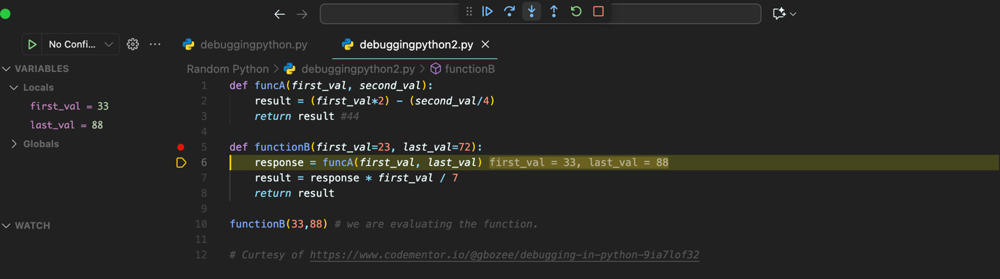 No Confi...
debuggingpython.py
debuggingpython2.py
VARIABLES
Locals
first_val = 33
last_val = 88
Globals
WATCH
Random Python > debuggingpython2.py > functionB
1 def funcA(first_val, second_val):
2 result = (first_val*2) - (second_val/4)
3 return result #44
4
5 def functionB(first_val=23, last_val=72):
6 response = funcA(first_val, last_val) first_val = 33, last_val = 88
7 result = response * first_val / 7
8 return result
9
10 functionB(33,88) # we are evaluating the function.
11
12 # Curtesy of https://www.codementor.io/@gbozee/debugging-in-python-9ia7lof32